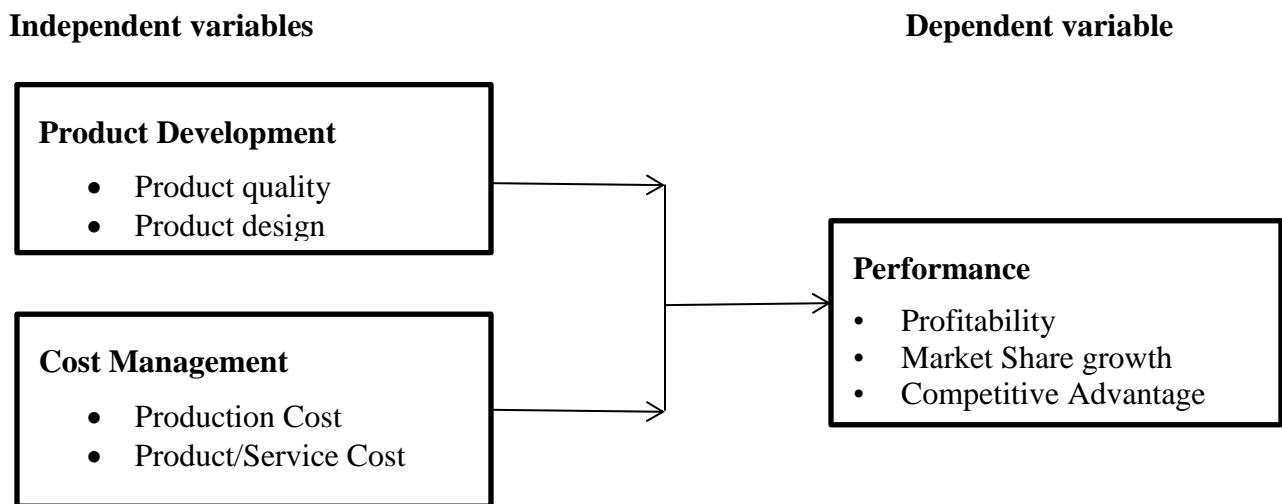 Independent variables
Dependent variable
Product Development
• Product quality
• Product design
Performance
• Profitability
• Market Share growth
• Competitive Advantage
Cost Management
• Production Cost
• Product/Service Cost